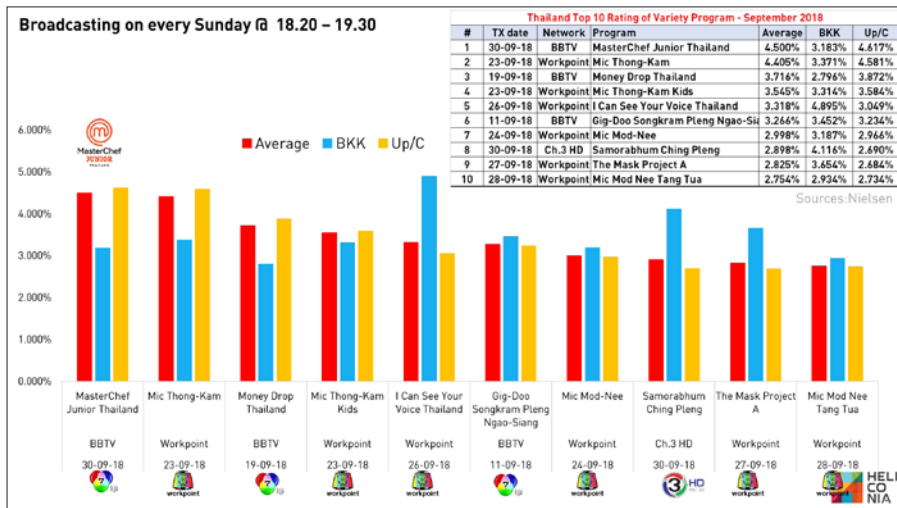 Broadcasting on every Sunday @ 18.20 – 19.30
Thailand Top 10 Rating of Variety Program - September 2018
# TX date Network Program Average BKK Up/C
1 30-09-18 BBTV MasterChef Junior Thailand 4.500% 3.183% 4.617%
2 23-09-18 Workpoint Mic Thong-Kam 4.405% 3.371% 4.581%
3 19-09-18 BBTV Money Drop Thailand 3.716% 2.796% 3.872%
4 23-09-18 Workpoint Mic Thong-Kam Kids 3.545% 3.314% 3.584%
5 26-09-18 Workpoint I Can See Your Voice Thailand 3.318% 4.895% 3.049%
6 11-09-18 BBTV Gig-Doo Songkram Pleng Ngao-Sia 3.266% 3.452% 3.234%
7 24-09-18 Workpoint Mic Mod-Nee 2.998% 3.187% 2.966%
8 30-09-18 Ch.3 HD Samorabhum Ching Pleng 2.898% 4.116% 2.690%
9 27-09-18 Workpoint The Mask Project A 2.825% 3.654% 2.684%
10 28-09-18 Workpoint Mic Mod Nee Tang Tua 2.754% 2.934% 2.734%
Sources:Nielsen
MasterChef
JUNIOR
Average BKK Up/C
6.000%
5.000%
4.000%
3.000%
2.000%
1.000%
0.000%
MasterChef Junior Thailand
BBTV
30-09-18
Mic Thong-Kam
Workpoint
23-09-18
workpoint
Money Drop Thailand
BBTV
19-09-18
Mic Thong-Kam Kids
Workpoint
23-09-18
workpoint
I Can See Your Voice Thailand
Workpoint
26-09-18
workpoint
Gig-Doo Songkram Pleng Ngao-Siang
BBTV
11-09-18
Mic Mod-Nee
Workpoint
24-09-18
workpoint
Samorabhum Ching Pleng
Ch.3 HD
30-09-18
3 HD
The Mask Project A
Workpoint
27-09-18
workpoint
Mic Mod Nee Tang Tua
Workpoint
28-09-18
workpoint
HELI
CO
NIA